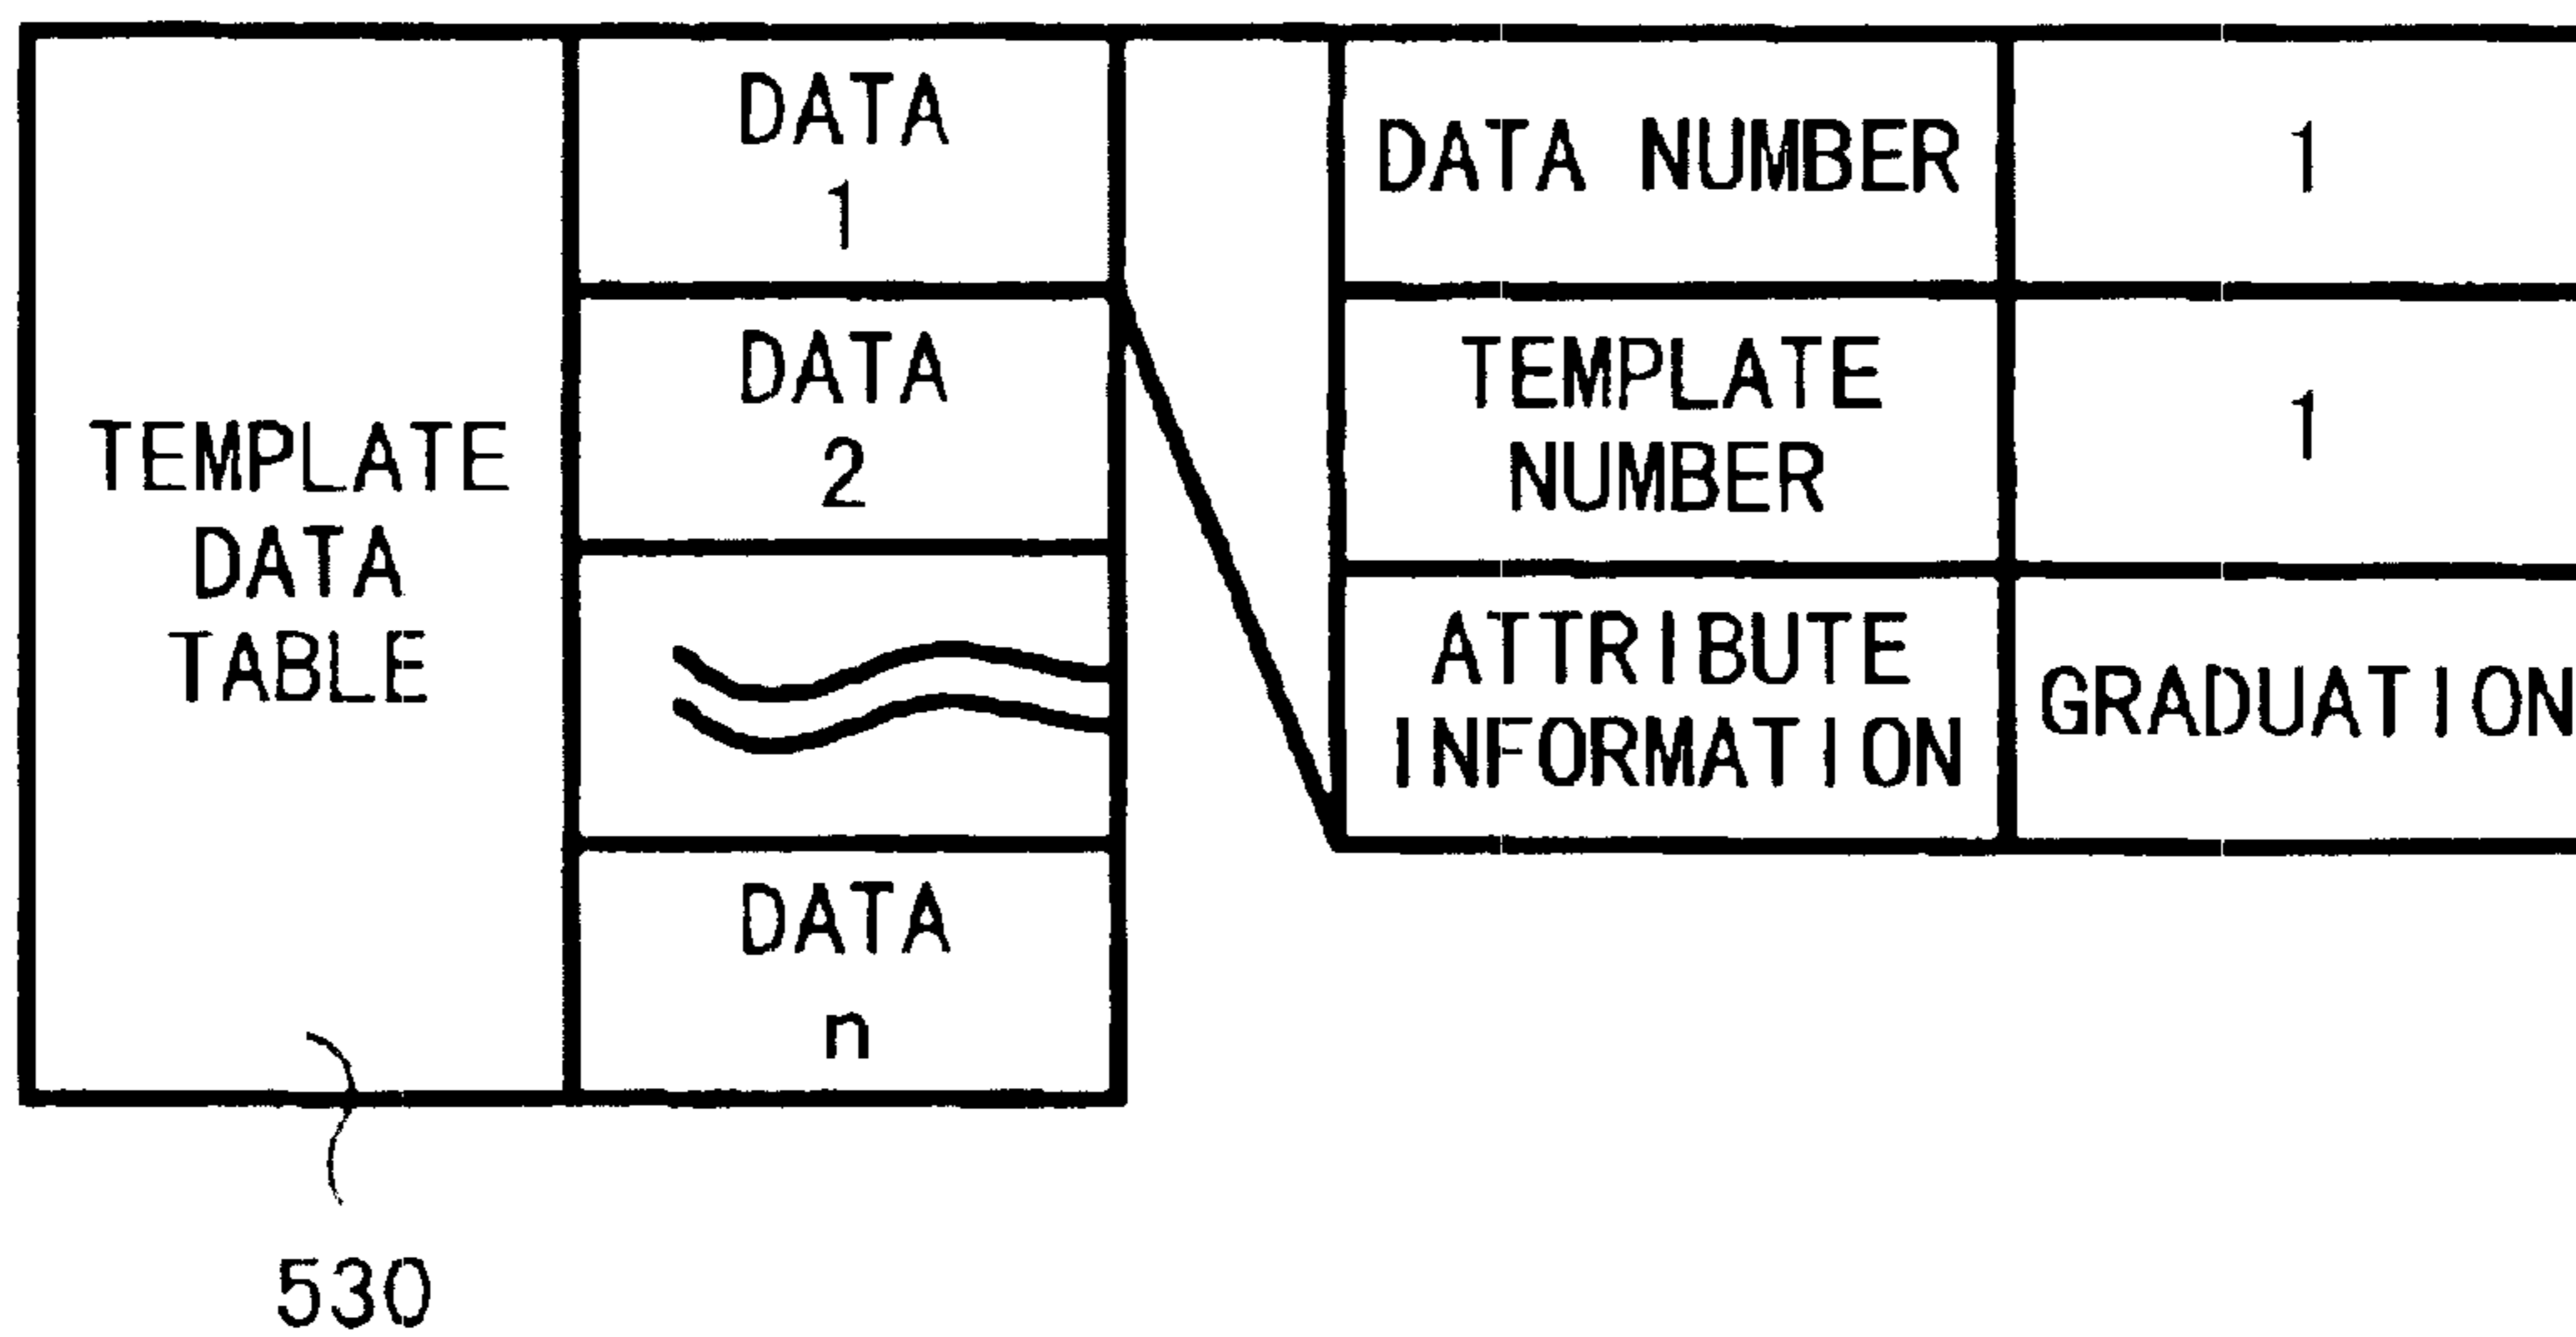 TEMPLATE
DATA
TABLE
DATA
1
DATA
2
DATA
n
DATA NUMBER
1
TEMPLATE
NUMBER
1
ATTRIBUTE
INFORMATION
GRADUATION
530